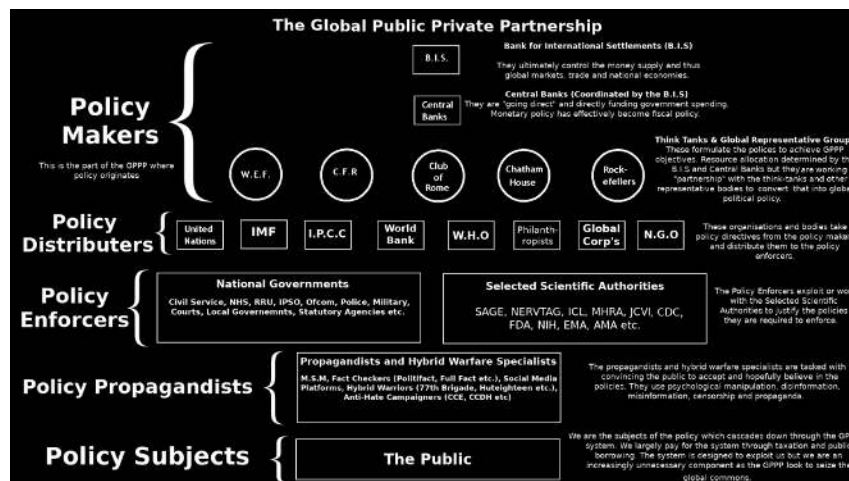 The Global Public Private Partnership
B.I.S.
Bank for International Settlements (B.I.S)
They ultimately control the money supply and thus
global markets, trade and national economies.
Policy
Makers
This is the part of the GPPP where
policy originates
Central
Banks
Central Banks (Coordinated by the B.I.S)
They are "going direct" and directly funding government spending.
Monetary policy has effectively become fiscal policy.
W.E.F.
C.F.R
Club
of
Rome
Chatham
House
Rock-
efellers
Think Tanks & Global Representative Group
These formulate the polices to achieve GPPP
objectives. Resource allocation determined by th
B.I.S and Central Banks but they are working
"partnership" with the think-tanks and other
representative bodies to convert that into globa
political policy.
Policy
Distributers
United
Nations
IMF
I.P.C.C
World
Bank
W.H.O
Philanth-
ropists
Global
Corp's
N.G.O
These organisations and bodies take
policy directives from the policy make
and distribute them to the policy
enforcers.
Policy
Enforcers
National Governments
Civil Service, NHS, RRU, IPSO, Ofcom, Police, Military,
Courts, Local Governemnts, Statutory Agencies etc.
Selected Scientific Authorities
SAGE, NERVTAG, ICL, MHRA, JCVI, CDC,
FDA, NIH, EMA, AMA etc.
The Policy Enforcers exploit or wor
with the Selected Scientific
Authorities to justify the policies
they are required to enforce.
Policy Propagandists
Propagandists and Hybrid Warfare Specialists
M.S.M, Fact Checkers (Politifact, Full Fact etc.), Social Media
Platforms, Hybrid Warriors (77th Brigade, Huteighteen etc.),
Anti-Hate Campaigners (CCE, CCDH etc)
The propagandists and hybrid warfare specialists are tasked with
convincing the public to accept and hopefully believe in the
policies. They use psychological manipulation, disinformation,
misinformation, censorship and propaganda.
Policy Subjects
The Public
We are the subjects of the policy which cascades down through the GPP
system. We largely pay for the system through taxation and public
borrowing. The system is designed to exploit us but we are an
increasingly unnecessary component as the GPPP look to seize the
global commons.